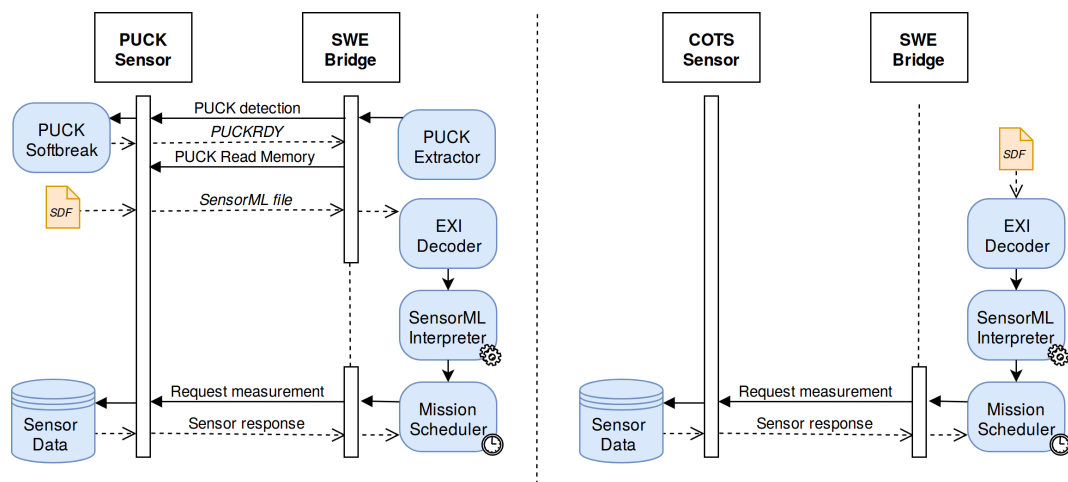 PUCK
Sensor
SWE
Bridge
PUCK detection
PUCK
Softbreak
PUCKRDY
PUCK
Extractor
PUCK Read Memory
SDF
SensorML file
EXI
Decoder
SensorML
Interpreter
Request measurement
Mission
Scheduler
Sensor
Data
Sensor response
COTS
Sensor
SWE
Bridge
SDF
EXI
Decoder
SensorML
Interpreter
Request measurement
Mission
Scheduler
Sensor
Data
Sensor response